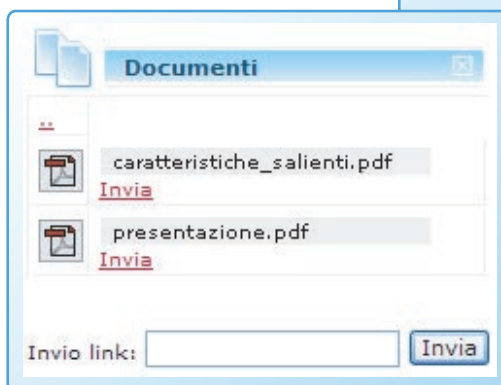 Documenti
..
caratteristiche_salienti.pdf
Invia
presentazione.pdf
Invia
Invio link: Invia